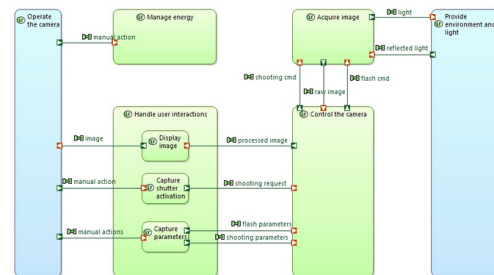 Operate
the camera
Manage energy
Acquire image
light
Provide
environment and
light
manual action
reflected light
shooting cmd
flash cmd
raw image
Handle user interactions
Control the camera
image
Display
image
processed image
manual action
Capture
shutter
activation
shooting request
manual actions
Capture
parameters
flash parameters
shooting parameters